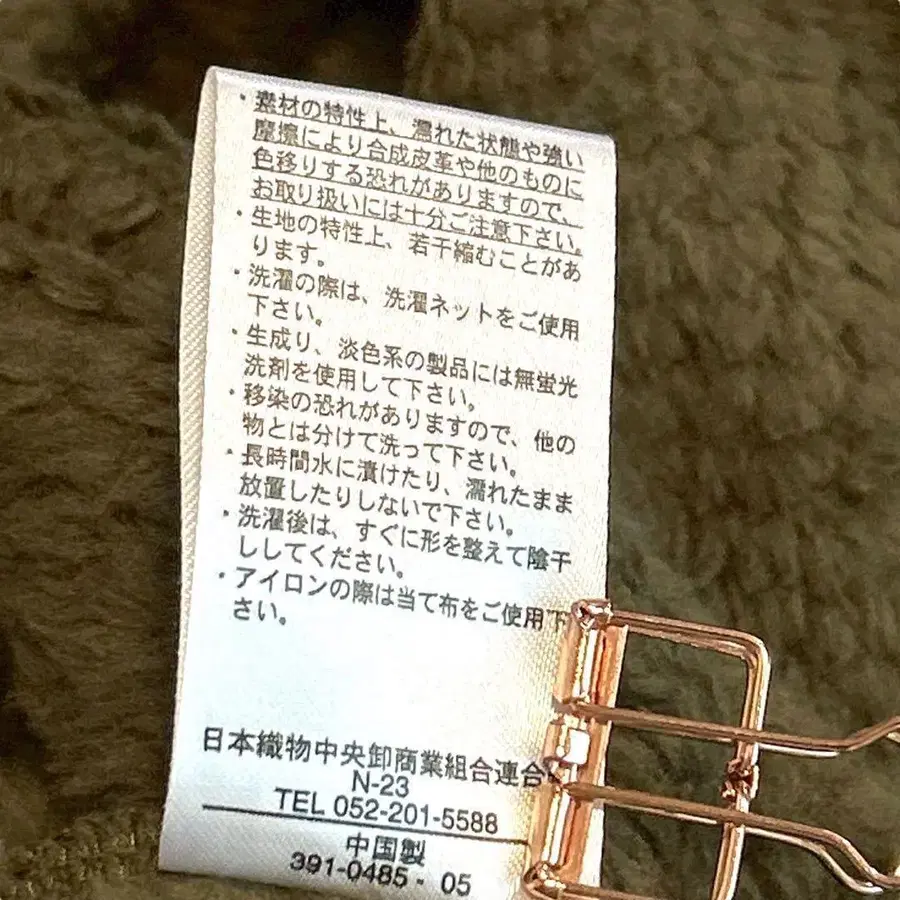 ・素材の特性上、濡れた状態や強い
摩擦により合成皮革や他のものに
色移りする恐れがありますので、
お取り扱いには十分ご注意下さい。
・生地の特性上、若干縮むことがあ
ります。
・洗濯の際は、洗濯ネットをご使用
下さい。
・生成り、淡色系の製品には無蛍光
洗剤を使用して下さい。
・移染の恐れがありますので、他の
物とは分けて洗って下さい。
・長時間水に漬けたり、濡れたまま
放置したりしないで下さい。
・洗濯後は、すぐに形を整えて陰干
ししてください。
・アイロンの際は当て布をご使用下
さい。
日本織物中央卸商業組合連合
N-23
TEL 052-201-5588
中国製
391-0485 - 05